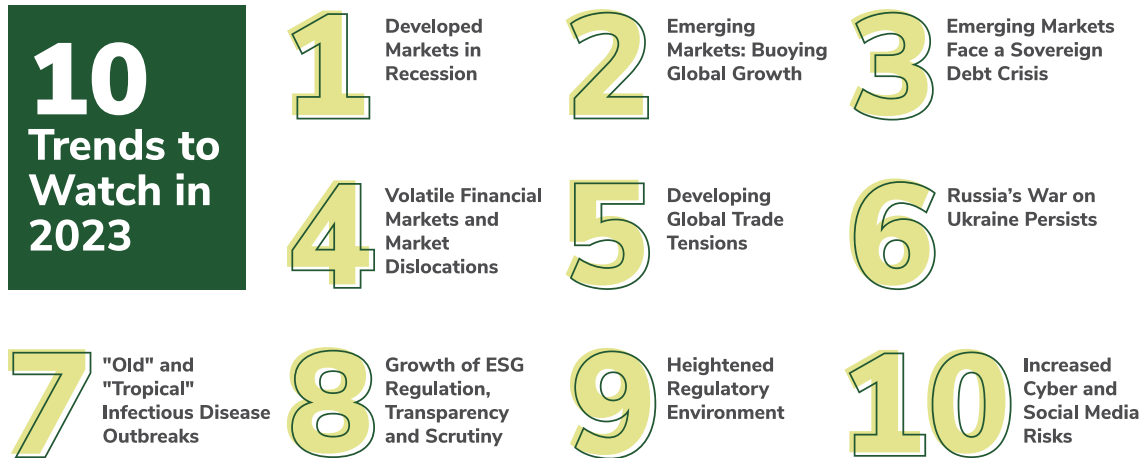 10
Trends to
Watch in
2023
1
Developed
Markets in
Recession
2
Emerging
Markets: Buoying
Global Growth
3
Emerging Markets
Face a Sovereign
Debt Crisis
4
Volatile Financial
Markets and
Market
Dislocations
5
Developing
Global Trade
Tensions
6
Russia’s War on
Ukraine Persists
7
"Old" and
"Tropical"
Infectious Disease
Outbreaks
8
Growth of ESG
Regulation,
Transparency
and Scrutiny
9
Heightened
Regulatory
Environment
10
Increased
Cyber and
Social Media
Risks